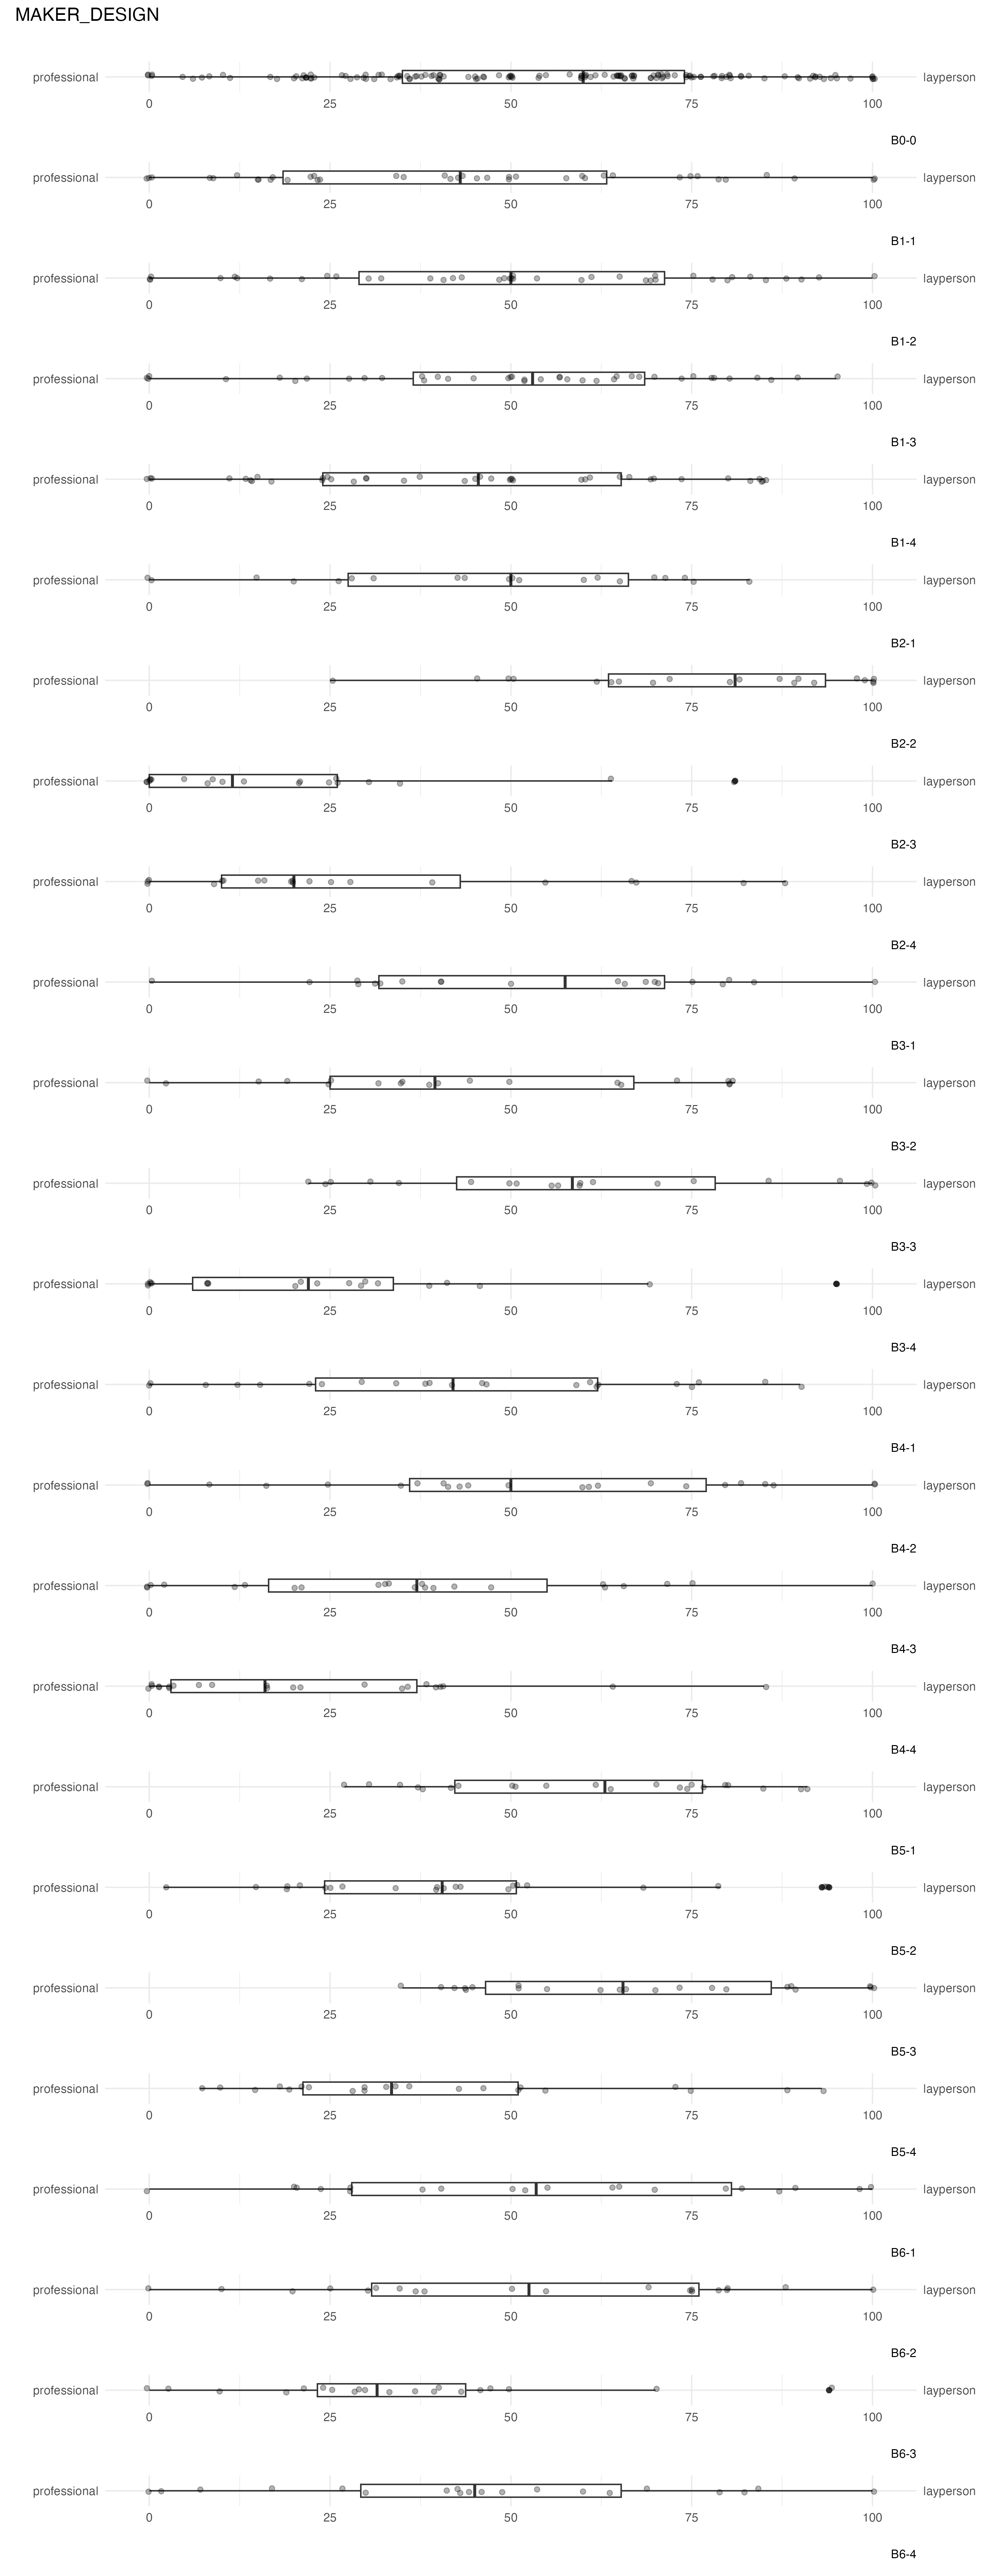 MAKER_DESIGN
professional layperson
0 25 50 75 100
B0-0
professional layperson
0 25 50 75 100
B1-1
professional layperson
0 25 50 75 100
B1-2
professional layperson
0 25 50 75 100
B1-3
professional layperson
0 25 50 75 100
B1-4
professional layperson
0 25 50 75 100
B2-1
professional layperson
0 25 50 75 100
B2-2
professional layperson
0 25 50 75 100
B2-3
professional layperson
0 25 50 75 100
B2-4
professional layperson
0 25 50 75 100
B3-1
professional layperson
0 25 50 75 100
B3-2
professional layperson
0 25 50 75 100
B3-3
professional layperson
0 25 50 75 100
B3-4
professional layperson
0 25 50 75 100
B4-1
professional layperson
0 25 50 75 100
B4-2
professional layperson
0 25 50 75 100
B4-3
professional layperson
0 25 50 75 100
B4-4
professional layperson
0 25 50 75 100
B5-1
professional layperson
0 25 50 75 100
B5-2
professional layperson
0 25 50 75 100
B5-3
professional layperson
0 25 50 75 100
B5-4
professional layperson
0 25 50 75 100
B6-1
professional layperson
0 25 50 75 100
B6-2
professional layperson
0 25 50 75 100
B6-3
professional layperson
0 25 50 75 100
B6-4